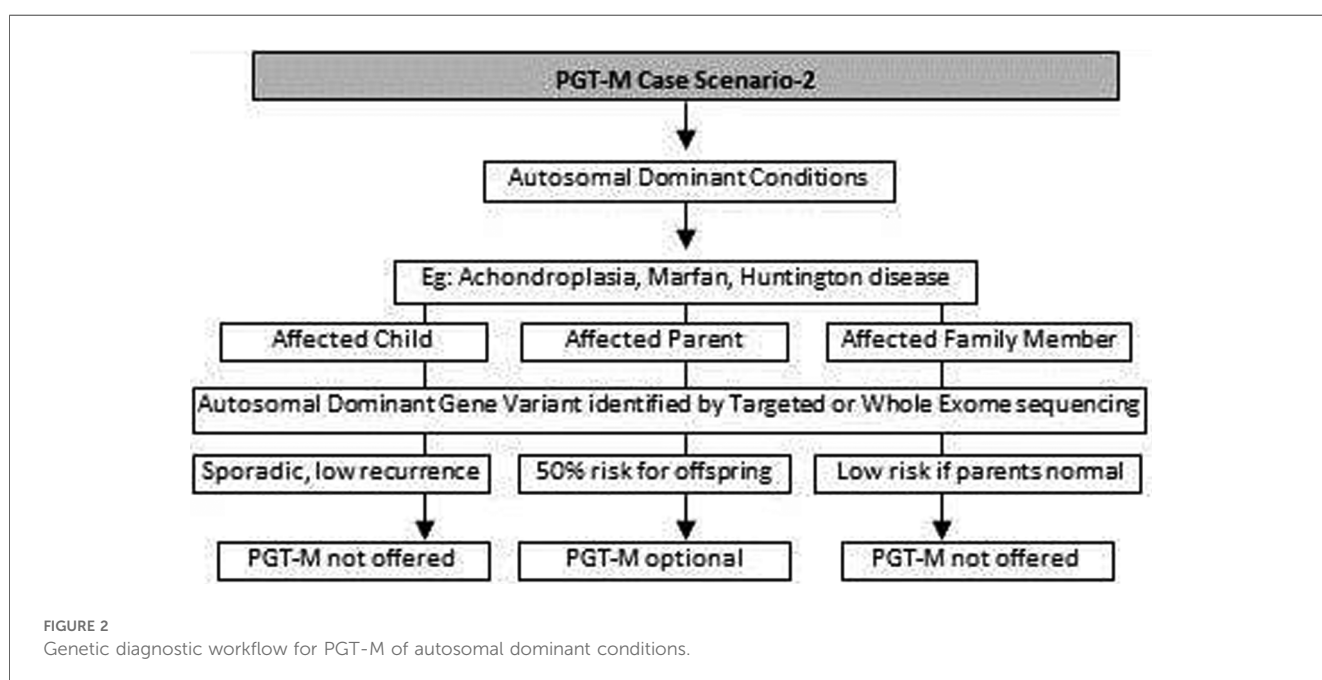 PGT-M Case Scenario-2
Autosomal Dominant Conditions
Eg: Achondroplasia, Marfan, Huntington disease
Affected Child
Affected Parent
Affected Family Member
Autosomal Dominant Gene Variant identified by Targeted or Whole Exome sequencing
Sporadic, low recurrence
50% risk for offspring
Low risk if parents normal
PGT-M not offered
PGT-M optional
PGT-M not offered
FIGURE 2
Genetic diagnostic workflow for PGT-M of autosomal dominant conditions.